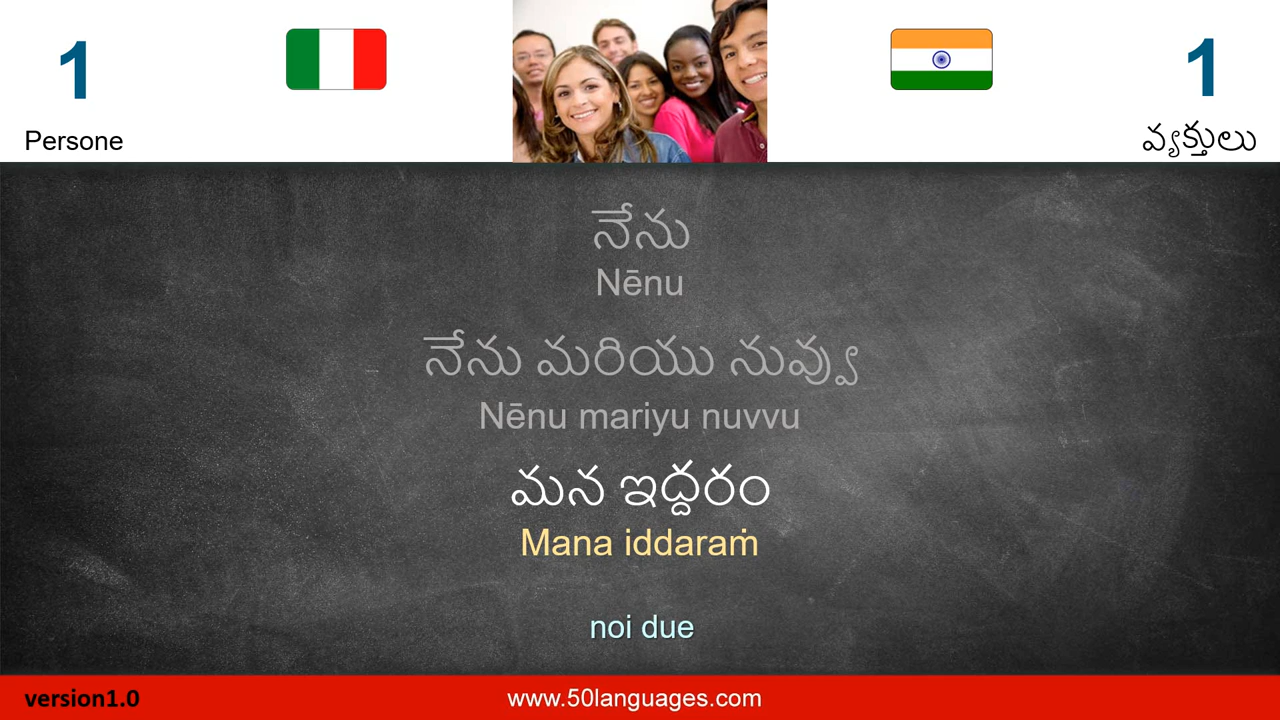 1
1
Persone
వ్యక్తులు
నేను
Nēnu
నేను మరియు నువ్వు
Nēnu mariyu nuvvu
మన ఇద్దరం
Mana iddaraṁ
noi due
version1.0
www.50languages.com